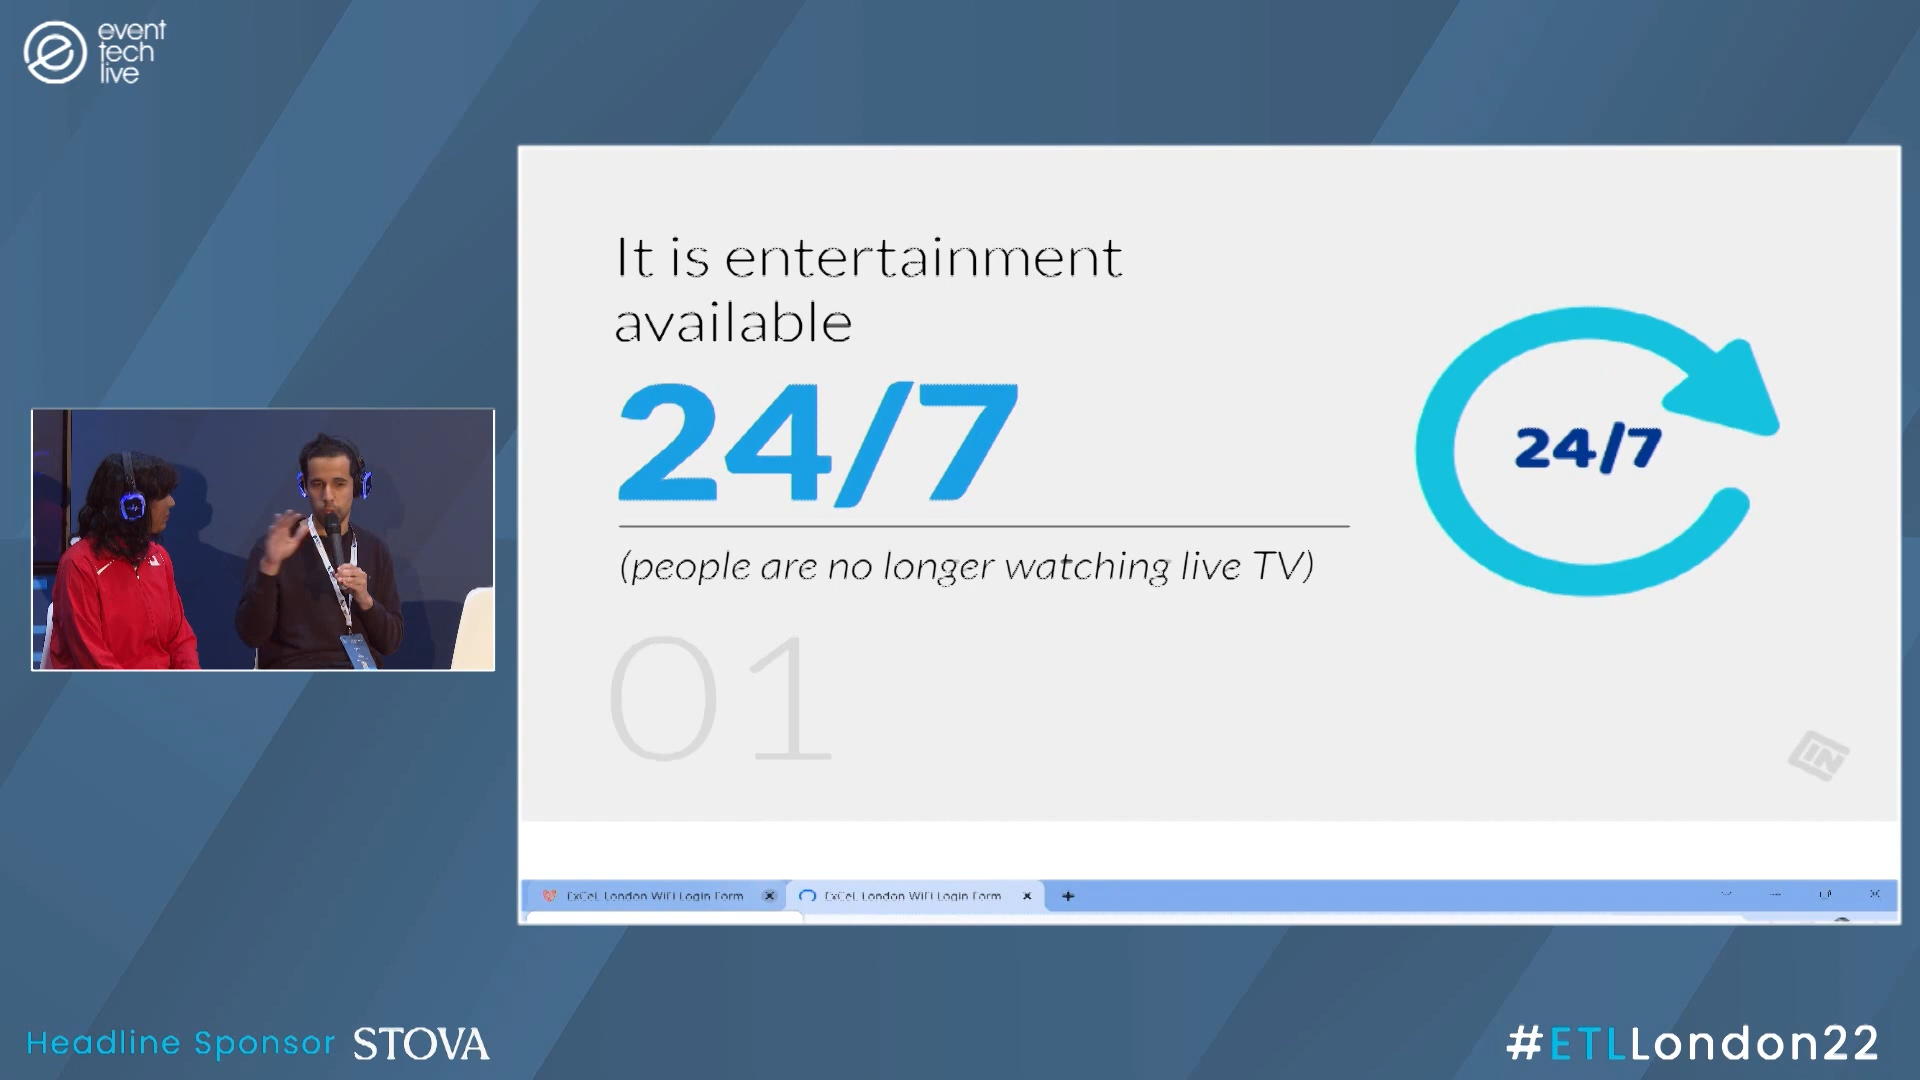 event
tech
live
It is entertainment
available
24/7
24/7
(people are no longer watching live TV)
01
IN
ExCeL London WiFi Login Form
ExCeL London WiFi Login Form
Headline Sponsor STOVA
#ETLLondon22